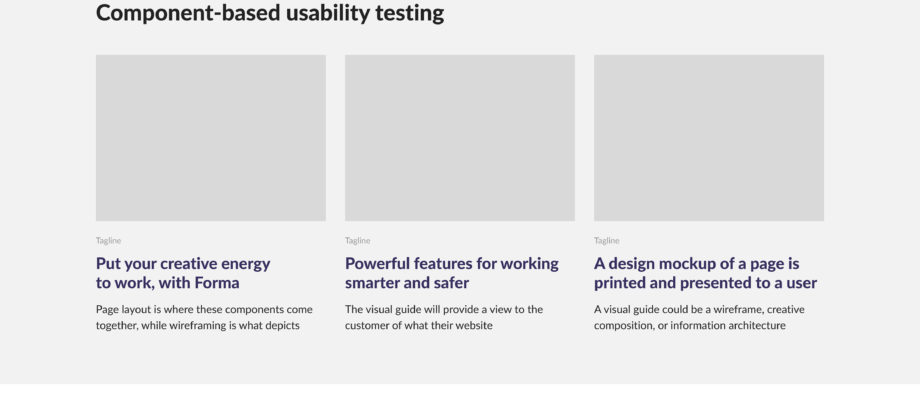 Component-based usability testing
Tagline
Put your creative energy
to work, with Forma
Page layout is where these components come
together, while wireframing is what depicts
Tagline
Powerful features for working
smarter and safer
The visual guide will provide a view to the
customer of what their website
Tagline
A design mockup of a page is
printed and presented to a user
A visual guide could be a wireframe, creative
composition, or information architecture